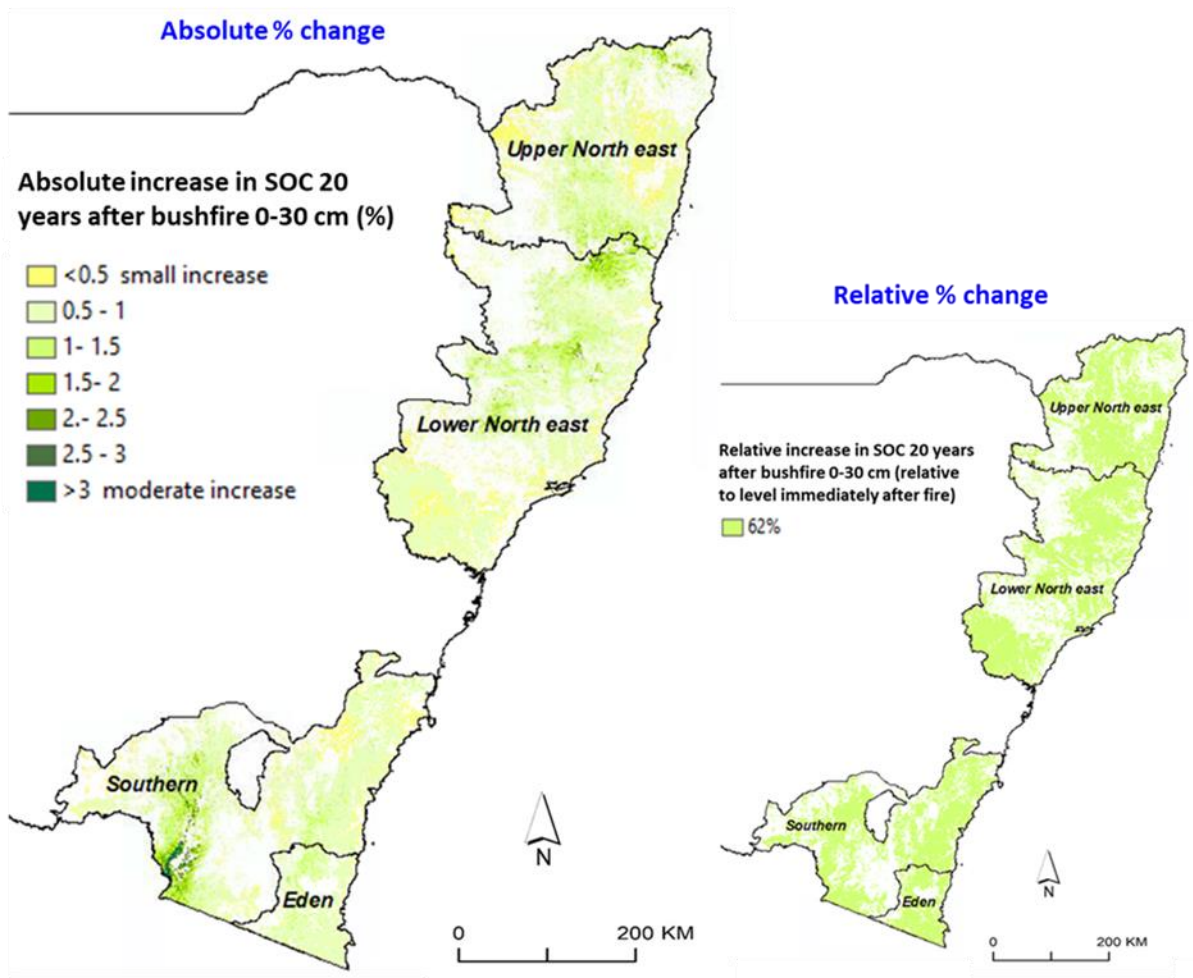 Absolute % change
Absolute increase in SOC 20
years after bushfire 0-30 cm (%)
<0.5 small increase
0.5 - 1
1- 1.5
1.5- 2
2.- 2.5
2.5 - 3
>3 moderate increase
Upper North east
Lower North east
Southern
Eden
N
0 200 KM
Relative % change
Relative increase in SOC 20 years
after bushfire 0-30 cm (relative
to level immediately after fire)
62%
Upper North east
Lower North east
Southern
Eden
N
0 200 KM